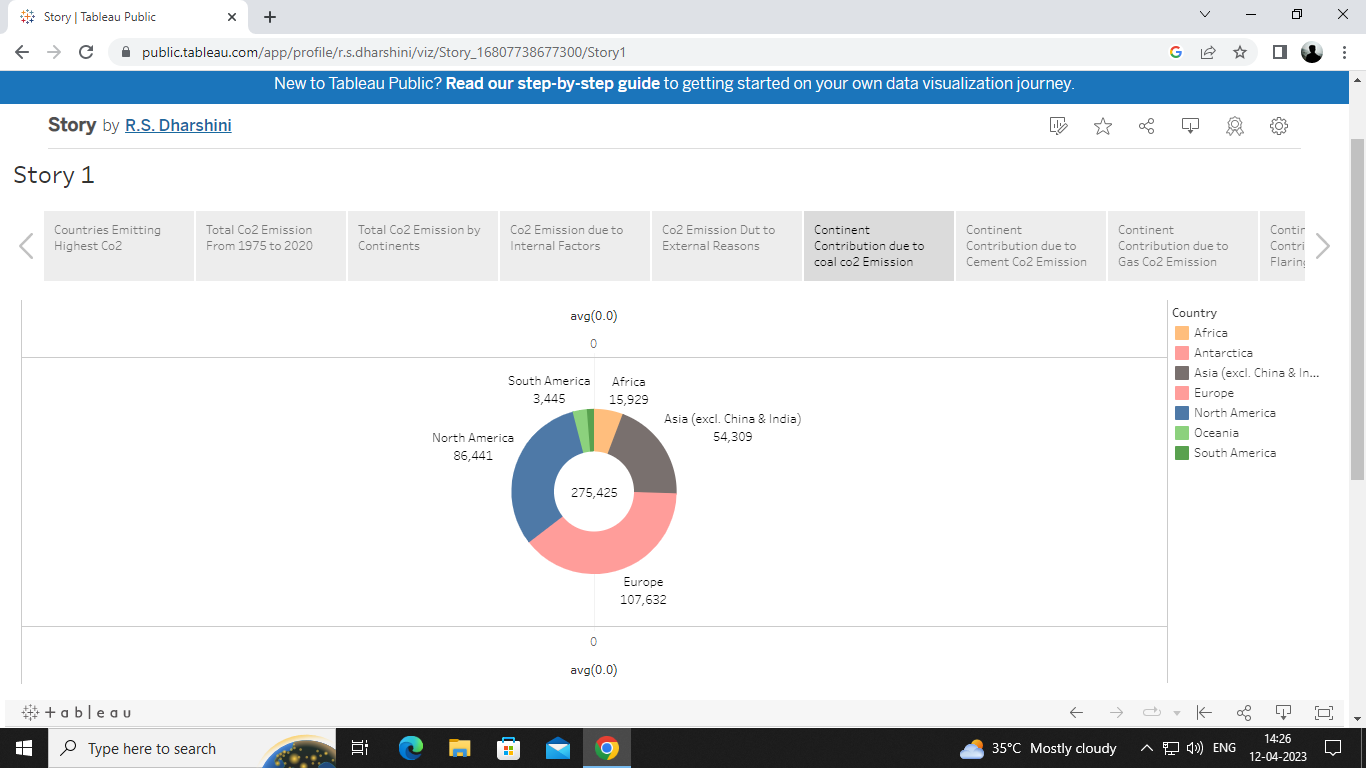 Story | Tableau Public
public.tableau.com/app/profile/r.s.dharshini/viz/Story_16807738677300/Story1
New to Tableau Public? Read our step-by-step guide to getting started on your own data visualization journey.
Story by R.S. Dharshini
Story 1
Countries Emitting
Highest Co2
Total Co2 Emission
From 1975 to 2020
Total Co2 Emission by
Continents
Co2 Emission due to
Internal Factors
Co2 Emission Dut to
External Reasons
Continent
Contribution due to
coal co2 Emission
Continent
Contribution due to
Cement Co2 Emission
Continent
Contribution due to
Gas Co2 Emission
avg(0.0)
0
South America
3,445
Africa
15,929
Asia (excl. China & India)
54,309
North America
86,441
275,425
Europe
107,632
0
avg(0.0)
Country
Africa
Antarctica
Asia (excl. China & In...
Europe
North America
Oceania
South America
+ableau
Type here to search
35°C Mostly cloudy
ENG
14:26
12-04-2023